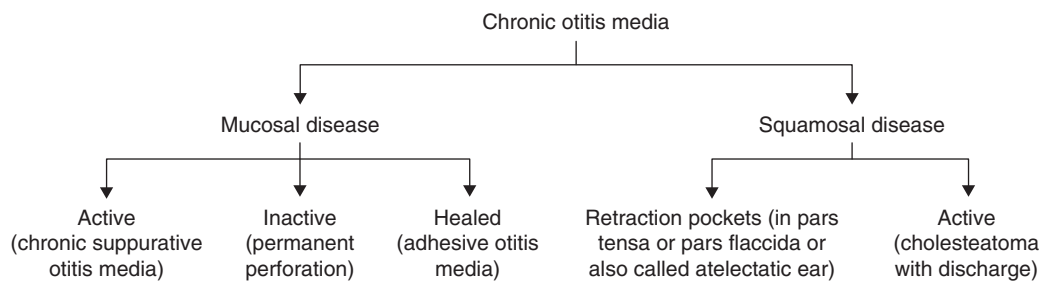 Chronic otitis media
Mucosal disease
Squamosal disease
Active
(chronic suppurative
otitis media)
Inactive
(permanent
perforation)
Healed
(adhesive otitis
media)
Retraction pockets (in pars
tensa or pars flaccida or
also called atelectatic ear)
Active
(cholesteatoma
with discharge)